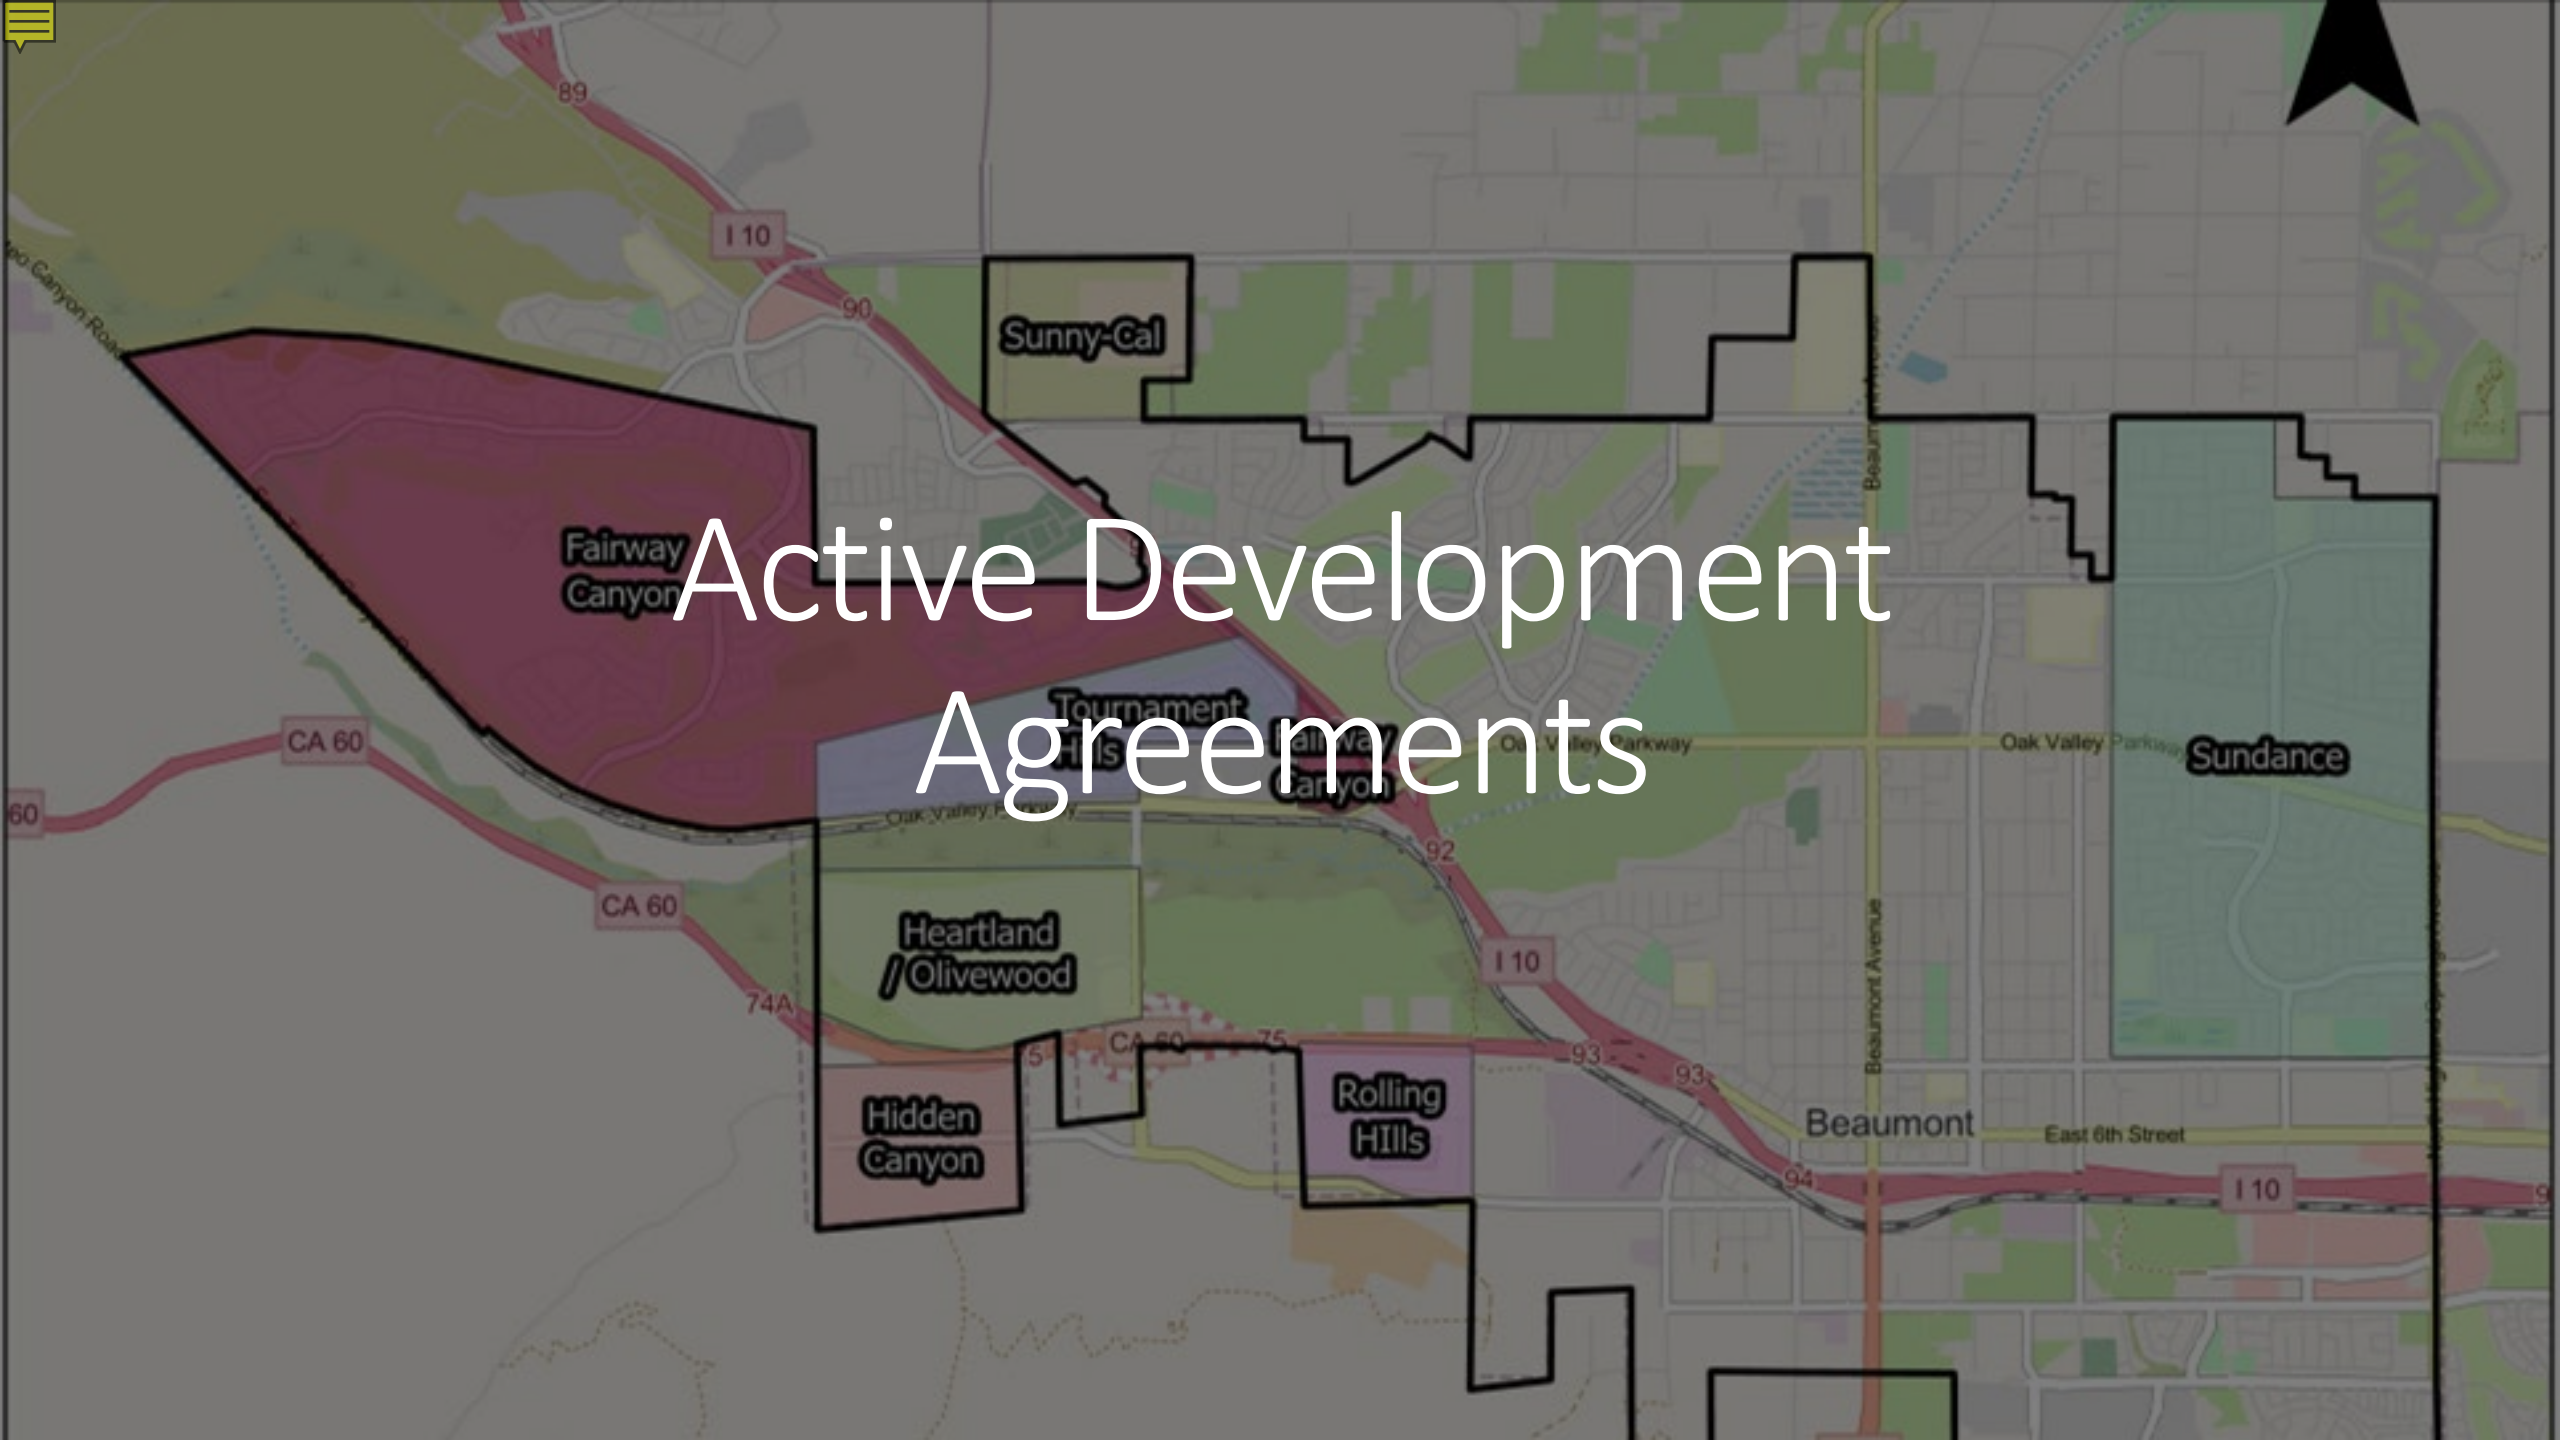 89
I 10
90
Sunny-Cal
Fairway
Canyon
Active Development
Agreements
Tournament
Hills
Fairway
Canyon
Oak Valley Parkway
Oak Valley Parkway
Sundance
Oak Valley Parkway
CA 60
60
CA 60
92
Heartland
/ Olivewood
I 10
Beaumont Avenue
74A
5
CA 60
75
93
93
Hidden
Canyon
Rolling
HIlls
Beaumont
East 6th Street
94
I 10
9